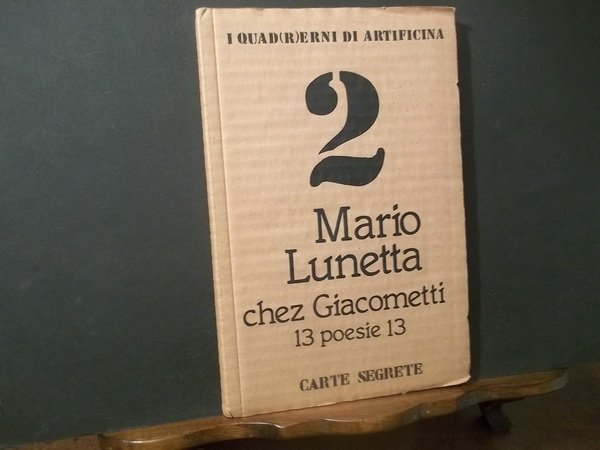 I QUAD(R)ERNI DI ARTIFICINA
2
Mario
Lunetta
chez Giacometti
13 poesie 13
CARTE SEGRETE